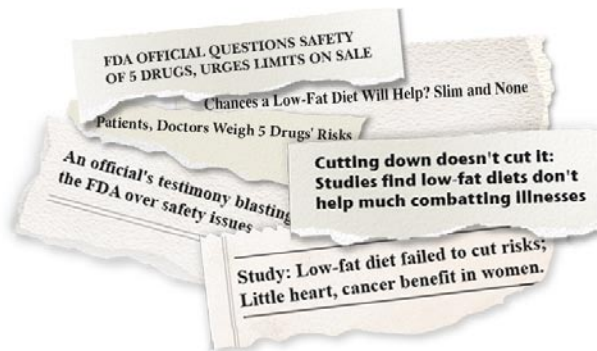 FDA OFFICIAL QUESTIONS SAFETY
OF 5 DRUGS, URGES LIMITS ON SALE
Chances a Low-Fat Diet Will Help? Slim and None
Patients, Doctors Weigh 5 Drugs' Risks
An official's testimony blasting
the FDA over safety issues
Cutting down doesn't cut it:
Studies find low-fat diets don't
help much combatting illnesses
Study: Low-fat diet failed to cut risks;
Little heart, cancer benefit in women.